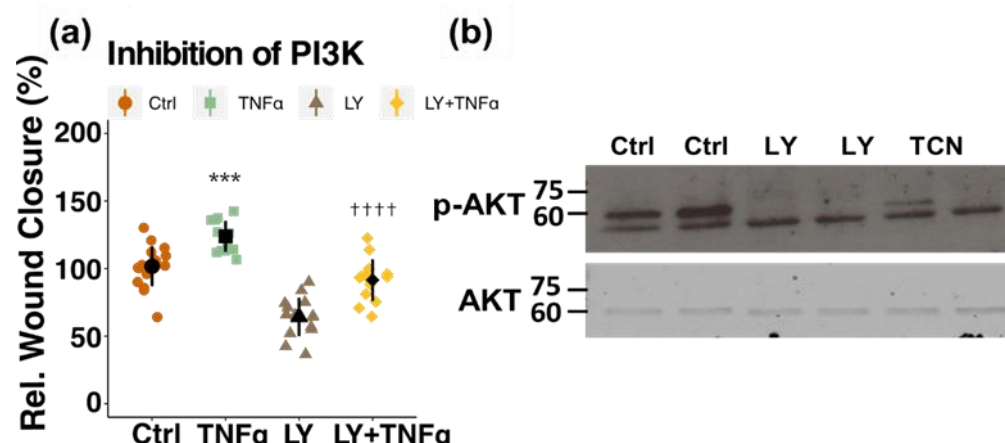 (a)
Inhibition of PI3K
Ctrl TNFα LY LY+TNFα
Rel. Wound Closure (%)
200
***
150
††††
100
50
0
Ctrl TNFα LY LY+TNFα
(b)
Ctrl Ctrl LY LY TCN
p-AKT
75
60
AKT
75
60